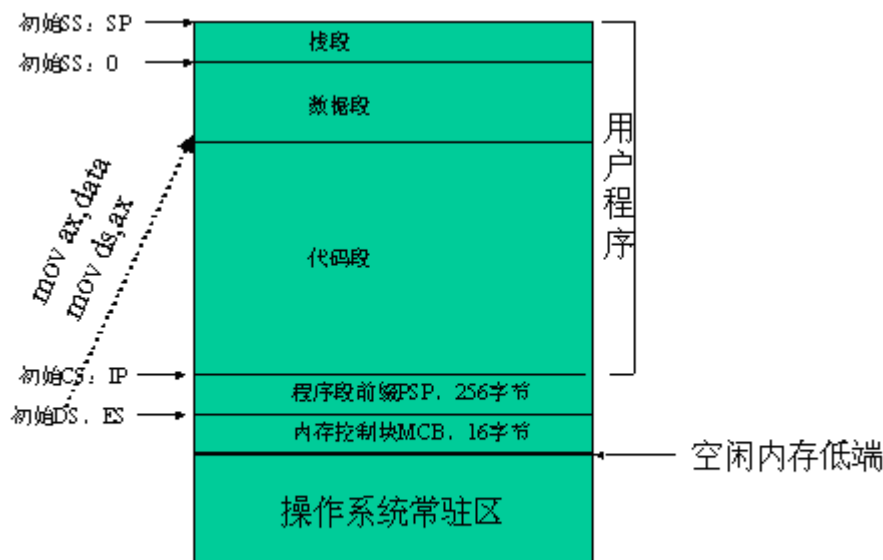 初始SS：SP
栈段
初始SS：0
数据段
用户程序
mov ax,data
mov ds,ax
代码段
初始CS：IP
程序段前缀PSP．256字节
初始DS．ES
内存控制块MCB．16字节
空闲内存低端
操作系统常驻区